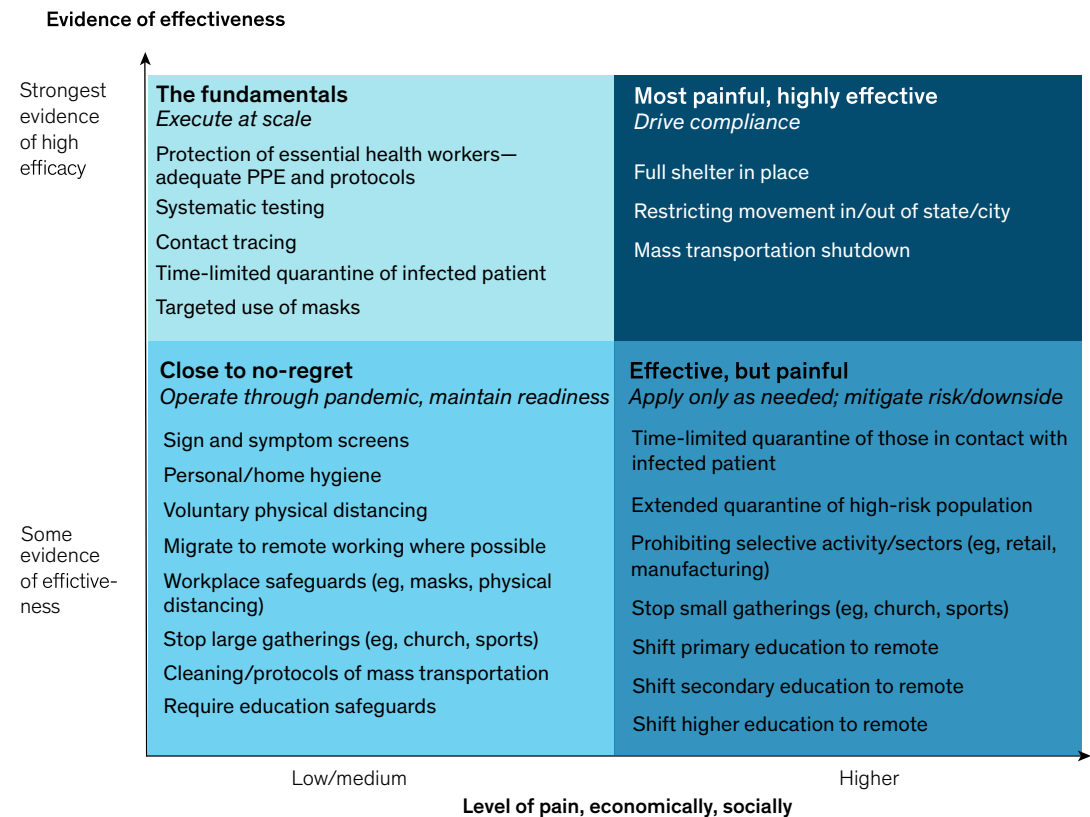 Evidence of effectiveness
Strongest
evidence
of high
efficacy
The fundamentals
Execute at scale
Protection of essential health workers—
adequate PPE and protocols
Systematic testing
Contact tracing
Time-limited quarantine of infected patient
Targeted use of masks
Most painful, highly effective
Drive compliance
Full shelter in place
Restricting movement in/out of state/city
Mass transportation shutdown
Some
evidence
of effictive-
ness
Close to no-regret
Operate through pandemic, maintain readiness
Sign and symptom screens
Personal/home hygiene
Voluntary physical distancing
Migrate to remote working where possible
Workplace safeguards (eg, masks, physical
distancing)
Stop large gatherings (eg, church, sports)
Cleaning/protocols of mass transportation
Require education safeguards
Effective, but painful
Apply only as needed; mitigate risk/downside
Time-limited quarantine of those in contact with
infected patient
Extended quarantine of high-risk population
Prohibiting selective activity/sectors (eg, retail,
manufacturing)
Stop small gatherings (eg, church, sports)
Shift primary education to remote
Shift secondary education to remote
Shift higher education to remote
Low/medium
Higher
Level of pain, economically, socially